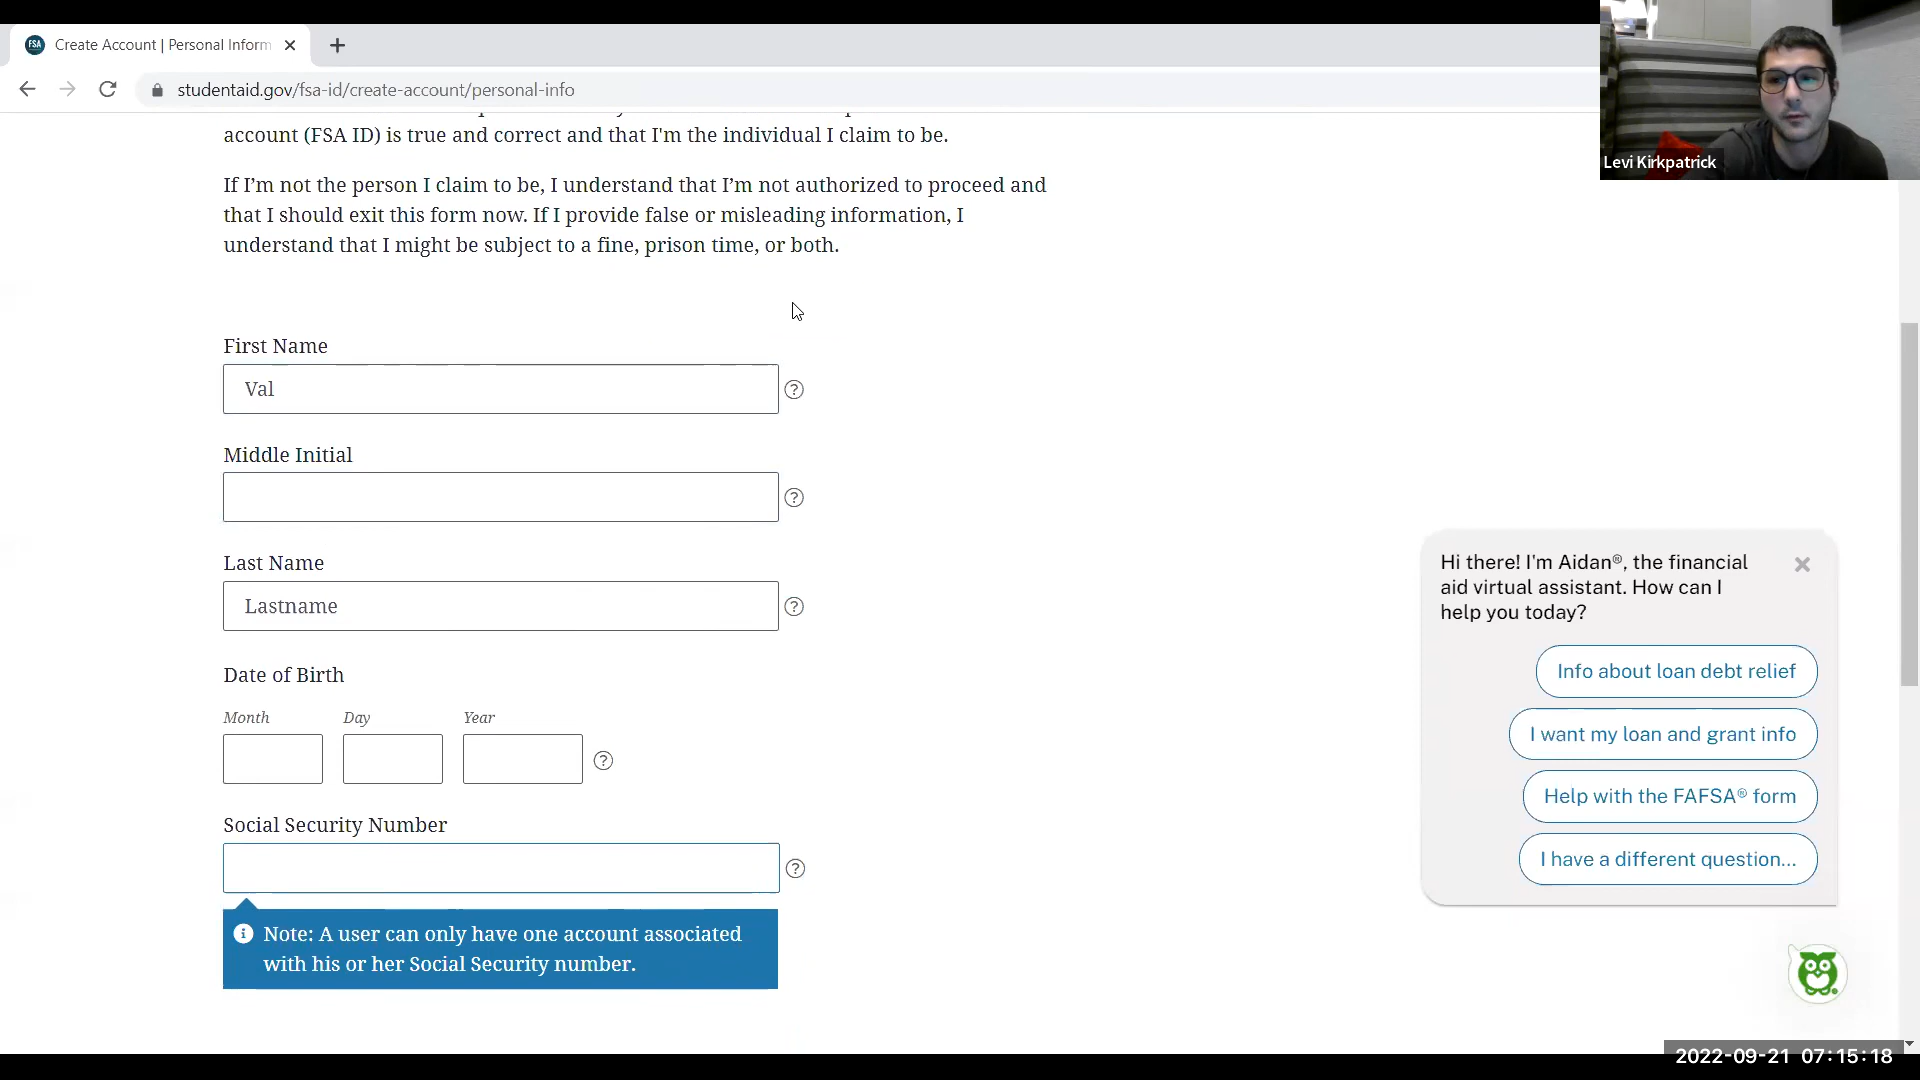 FSA
Create Account | Personal Inform
studentaid.gov/fsa-id/create-account/personal-info
Levi Kirkpatrick
account (FSA ID) is true and correct and that I'm the individual I claim to be.
If I’m not the person I claim to be, I understand that I’m not authorized to proceed and
that I should exit this form now. If I provide false or misleading information, I
understand that I might be subject to a fine, prison time, or both.
First Name
Val
Middle Initial
Last Name
Lastname
Date of Birth
Month Day Year
Social Security Number
Note: A user can only have one account associated
with his or her Social Security number.
Hi there! I'm Aidan®, the financial
aid virtual assistant. How can I
help you today?
Info about loan debt relief
I want my loan and grant info
Help with the FAFSA® form
I have a different question...
2022-09-21 07:15:18